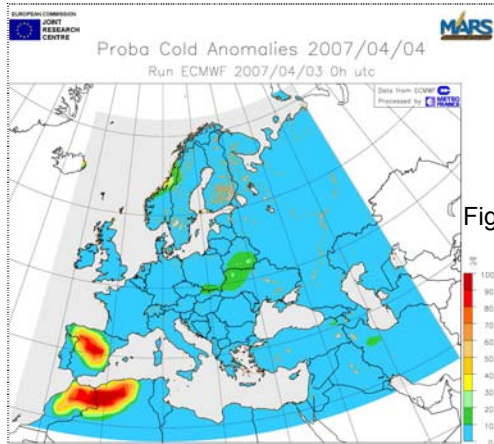 EUROPEAN COMMISSION
JOINT
RESEARCH
CENTRE
MARS
Proba Cold Anomalies 2007/04/04
Run ECMWF 2007/04/03 0h utc
Data from ECMWF
Processed by METEO
FRANCE
Fig
%
100
90
80
70
60
50
40
30
20
10
0